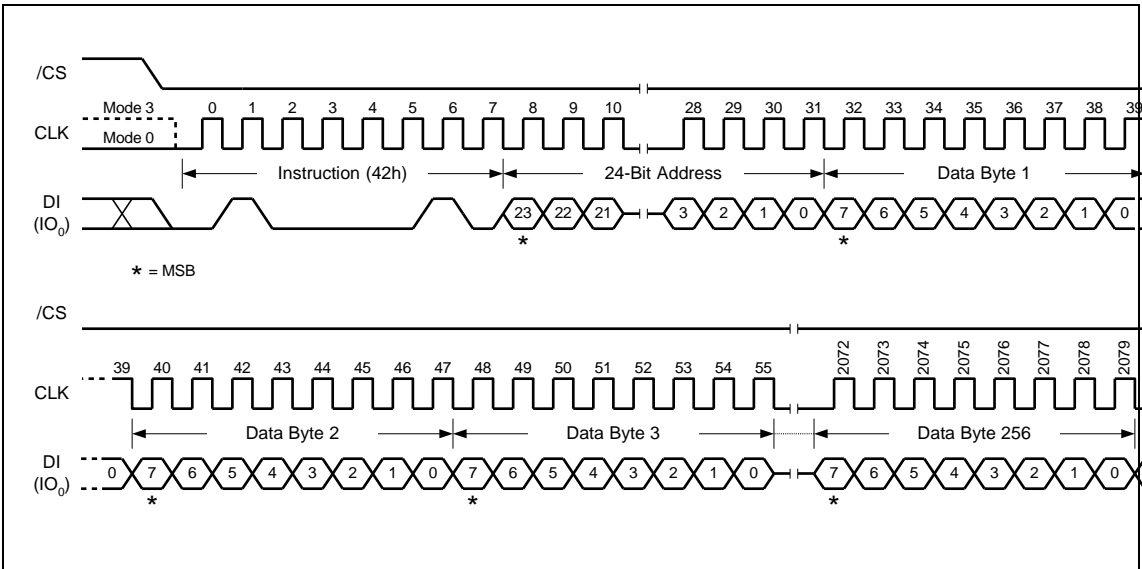 /CS
Mode 3
0 1 2 3 4 5 6 7 8 9 10 28 29 30 31 32 33 34 35 36 37 38 39
CLK
Mode 0
Instruction (42h) 24-Bit Address Data Byte 1
DI
(IO0)
23 22 21 3 2 1 0 7 6 5 4 3 2 1 0
* *
* = MSB
/CS
39 40 41 42 43 44 45 46 47 48 49 50 51 52 53 54 55 2072 2073 2074 2075 2076 2077 2078 2079
CLK
Data Byte 2 Data Byte 3 Data Byte 256
DI
(IO0)
0 7 6 5 4 3 2 1 0 7 6 5 4 3 2 1 0 7 6 5 4 3 2 1 0
* * *